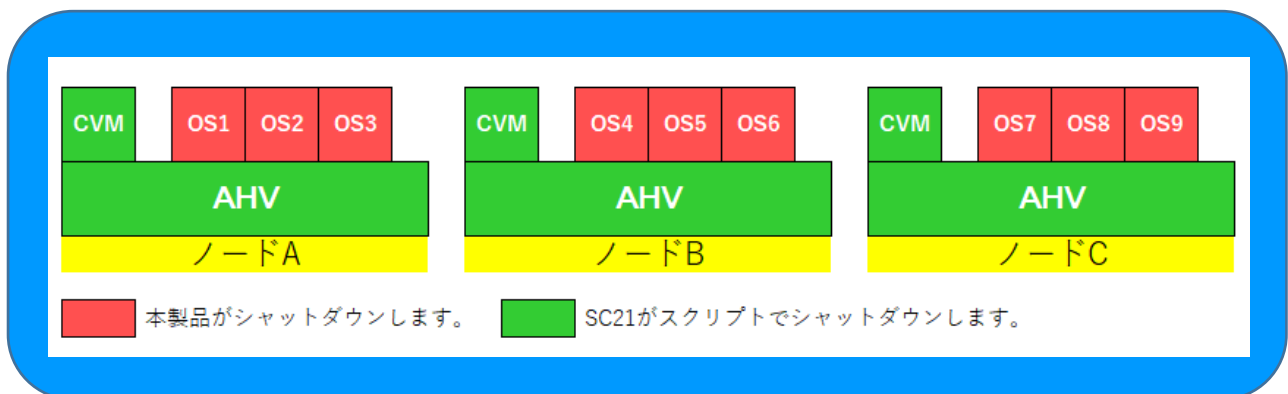 CVM OS1 OS2 OS3 CVM OS4 OS5 OS6 CVM OS7 OS8 OS9
AHV AHV AHV
ノードA ノードB ノードC
本製品がシャットダウンします。 SC21がスクリプトでシャットダウンします。